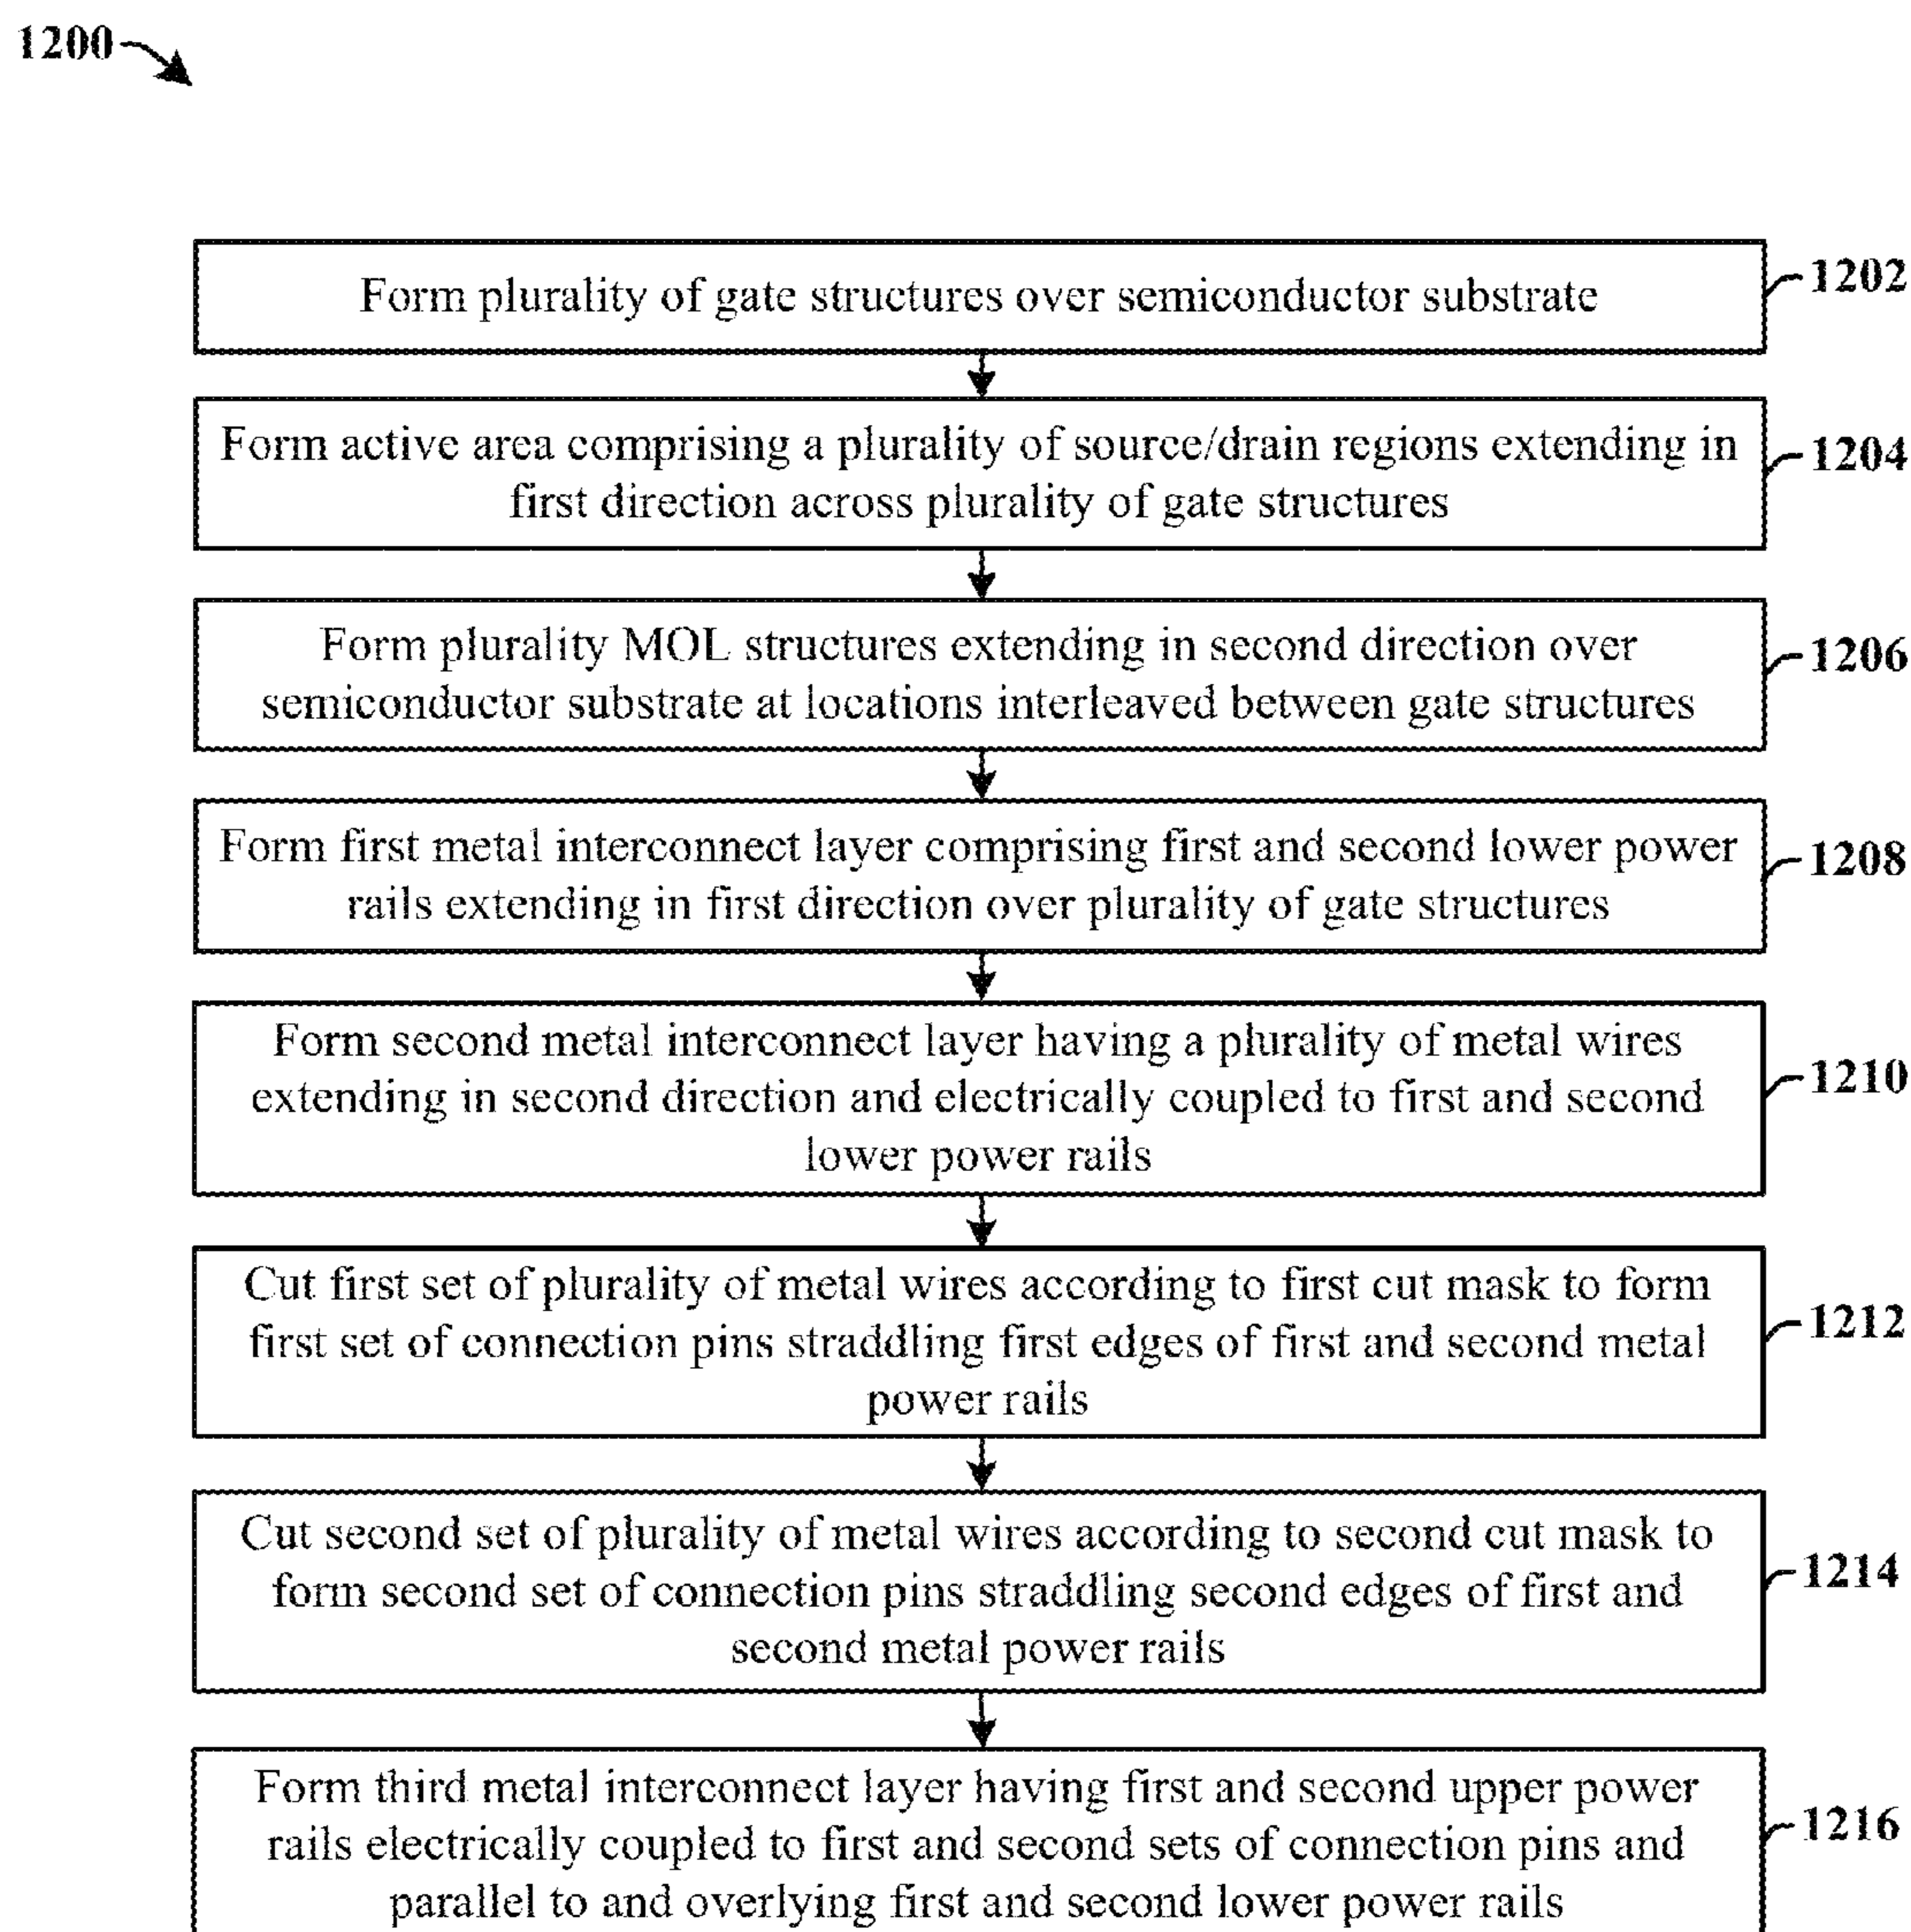 1200
Form plurality of gate structures over semiconductor substrate
1202
Form active area comprising a plurality of source/drain regions extending in
first direction across plurality of gate structures
1204
Form plurality MOL structures extending in second direction over
semiconductor substrate at locations interleaved between gate structures
1206
Form first metal interconnect layer comprising first and second lower power
rails extending in first direction over plurality of gate structures
1208
Form second metal interconnect layer having a plurality of metal wires
extending in second direction and electrically coupled to first and second
lower power rails
1210
Cut first set of plurality of metal wires according to first cut mask to form
first set of connection pins straddling first edges of first and second metal
power rails
1212
Cut second set of plurality of metal wires according to second cut mask to
form second set of connection pins straddling second edges of first and
second metal power rails
1214
Form third metal interconnect layer having first and second upper power
rails electrically coupled to first and second sets of connection pins and
parallel to and overlying first and second lower power rails
1216